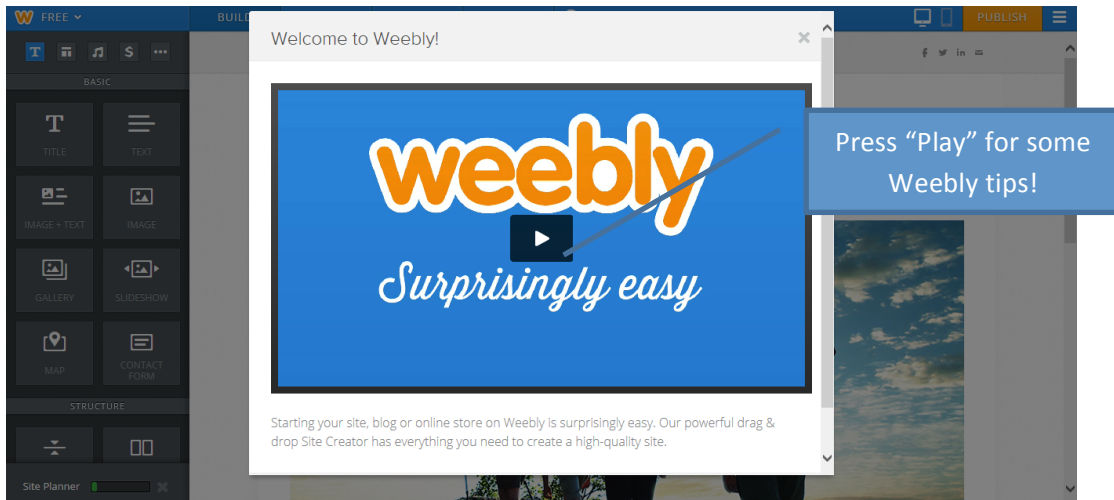 W FREE
BUILD
PUBLISH
Welcome to Weebly!
BASIC
TITLE
TEXT
IMAGE + TEXT
IMAGE
GALLERY
SLIDESHOW
MAP
CONTACT
FORM
STRUCTURE
Site Planner
weebly
Surprisingly easy
Press “Play” for some
Weebly tips!
Starting your site, blog or online store on Weebly is surprisingly easy. Our powerful drag &
drop Site Creator has everything you need to create a high-quality site.